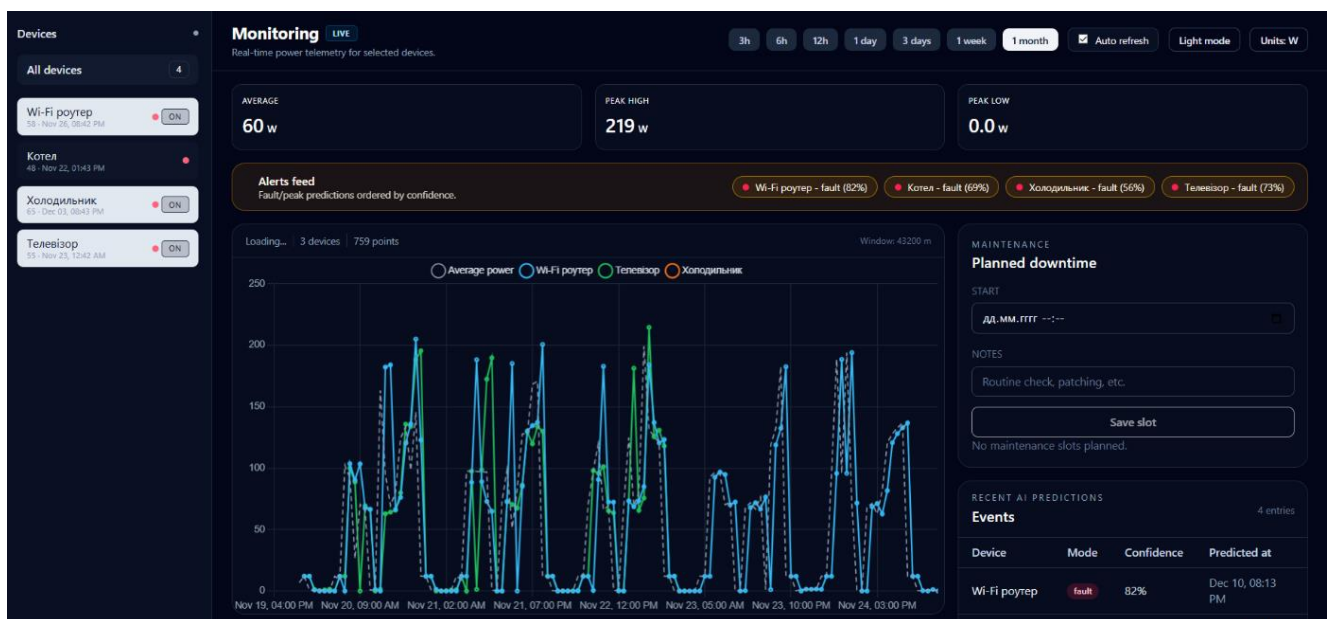 Devices
All devices 4
Wi-Fi роутер ON
58 - Nov 26, 08:42 PM
Котел
48 - Nov 22, 01:43 PM
Холодильник ON
65 - Dec 03, 08:43 PM
Телевізор ON
55 - Nov 23, 12:42 AM
Monitoring LIVE
Real-time power telemetry for selected devices.
3h 6h 12h 1 day 3 days 1 week 1 month Auto refresh Light mode Units: W
AVERAGE
60 w
PEAK HIGH
219 w
PEAK LOW
0.0 w
Alerts feed
Fault/peak predictions ordered by confidence.
Wi-Fi роутер - fault (82%) Котел - fault (69%) Холодильник - fault (56%) Телевізор - fault (73%)
Loading... 3 devices 759 points Window: 43200 m
Average power Wi-Fi роутер Телевізор Холодильник
250
200
150
100
50
0
Nov 19, 04:00 PM Nov 20, 09:00 AM Nov 21, 02:00 AM Nov 21, 07:00 PM Nov 22, 12:00 PM Nov 23, 05:00 AM Nov 23, 10:00 PM Nov 24, 03:00 PM
MAINTENANCE
Planned downtime
START
дд.мм.гггг --:--
NOTES
Routine check, patching, etc.
Save slot
No maintenance slots planned.
RECENT AI PREDICTIONS
Events 4 entries
Device Mode Confidence Predicted at
Wi-Fi роутер fault 82% Dec 10, 08:13
PM